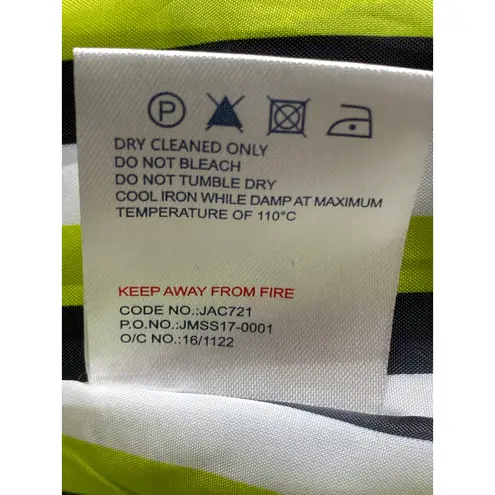 P
DRY CLEANED ONLY
DO NOT BLEACH
DO NOT TUMBLE DRY
COOL IRON WHILE DAMP AT MAXIMUM
TEMPERATURE OF 110°C
KEEP AWAY FROM FIRE
CODE NO.:JAC721
P.O.NO.:JMSS17-0001
O/C NO.:16/1122